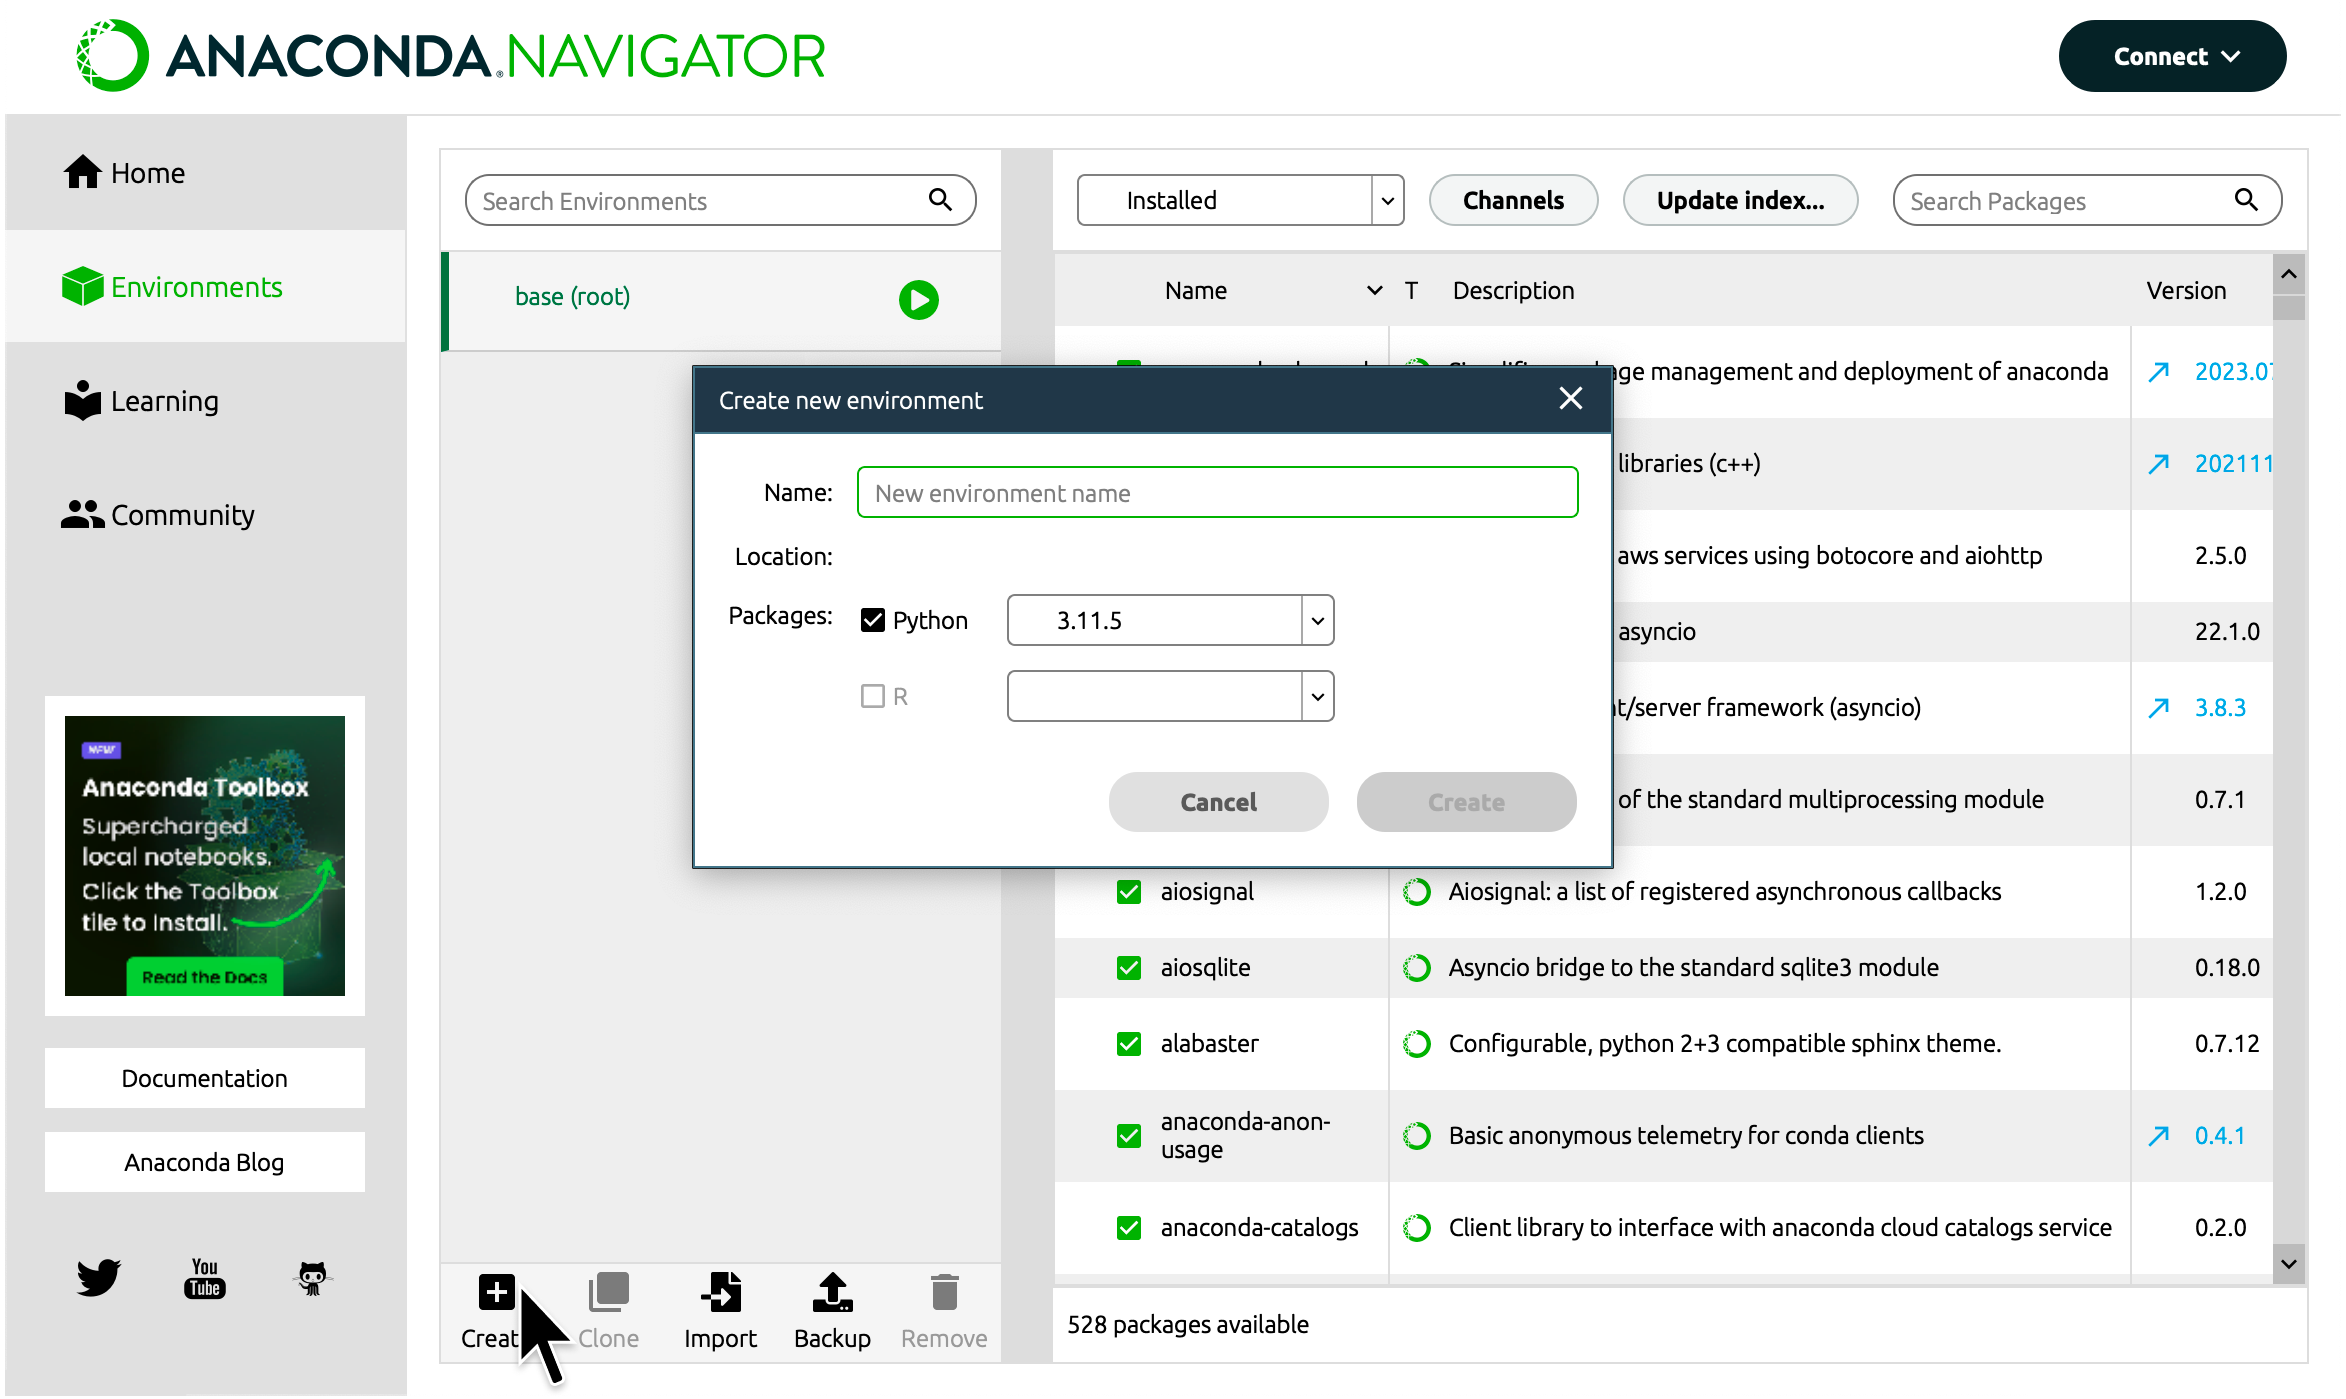 ANACONDA.NAVIGATOR
Connect
Home
Environments
Learning
Community
NEW
Anaconda Toolbox
Supercharged
local notebooks.
Click the Toolbox
tile to Install.
Read the Docs
Documentation
Anaconda Blog
You
Tube
Search Environments
base (root)
Create new environment
Name: New environment name
Location:
Packages: Python 3.11.5
R
Cancel Create
Creat
Clone
Import
Backup
Remove
Installed Channels Update index... Search Packages
Name T Description Version
management and deployment of anaconda 2023.07
libraries (c++) 202111
aws services using botocore and aiohttp 2.5.0
asyncio 22.1.0
/server framework (asyncio) 3.8.3
of the standard multiprocessing module 0.7.1
aiosignal Aiosignal: a list of registered asynchronous callbacks 1.2.0
aiosqlite Asyncio bridge to the standard sqlite3 module 0.18.0
alabaster Configurable, python 2+3 compatible sphinx theme. 0.7.12
anaconda-anon-
usage Basic anonymous telemetry for conda clients 0.4.1
anaconda-catalogs Client library to interface with anaconda cloud catalogs service 0.2.0
528 packages available